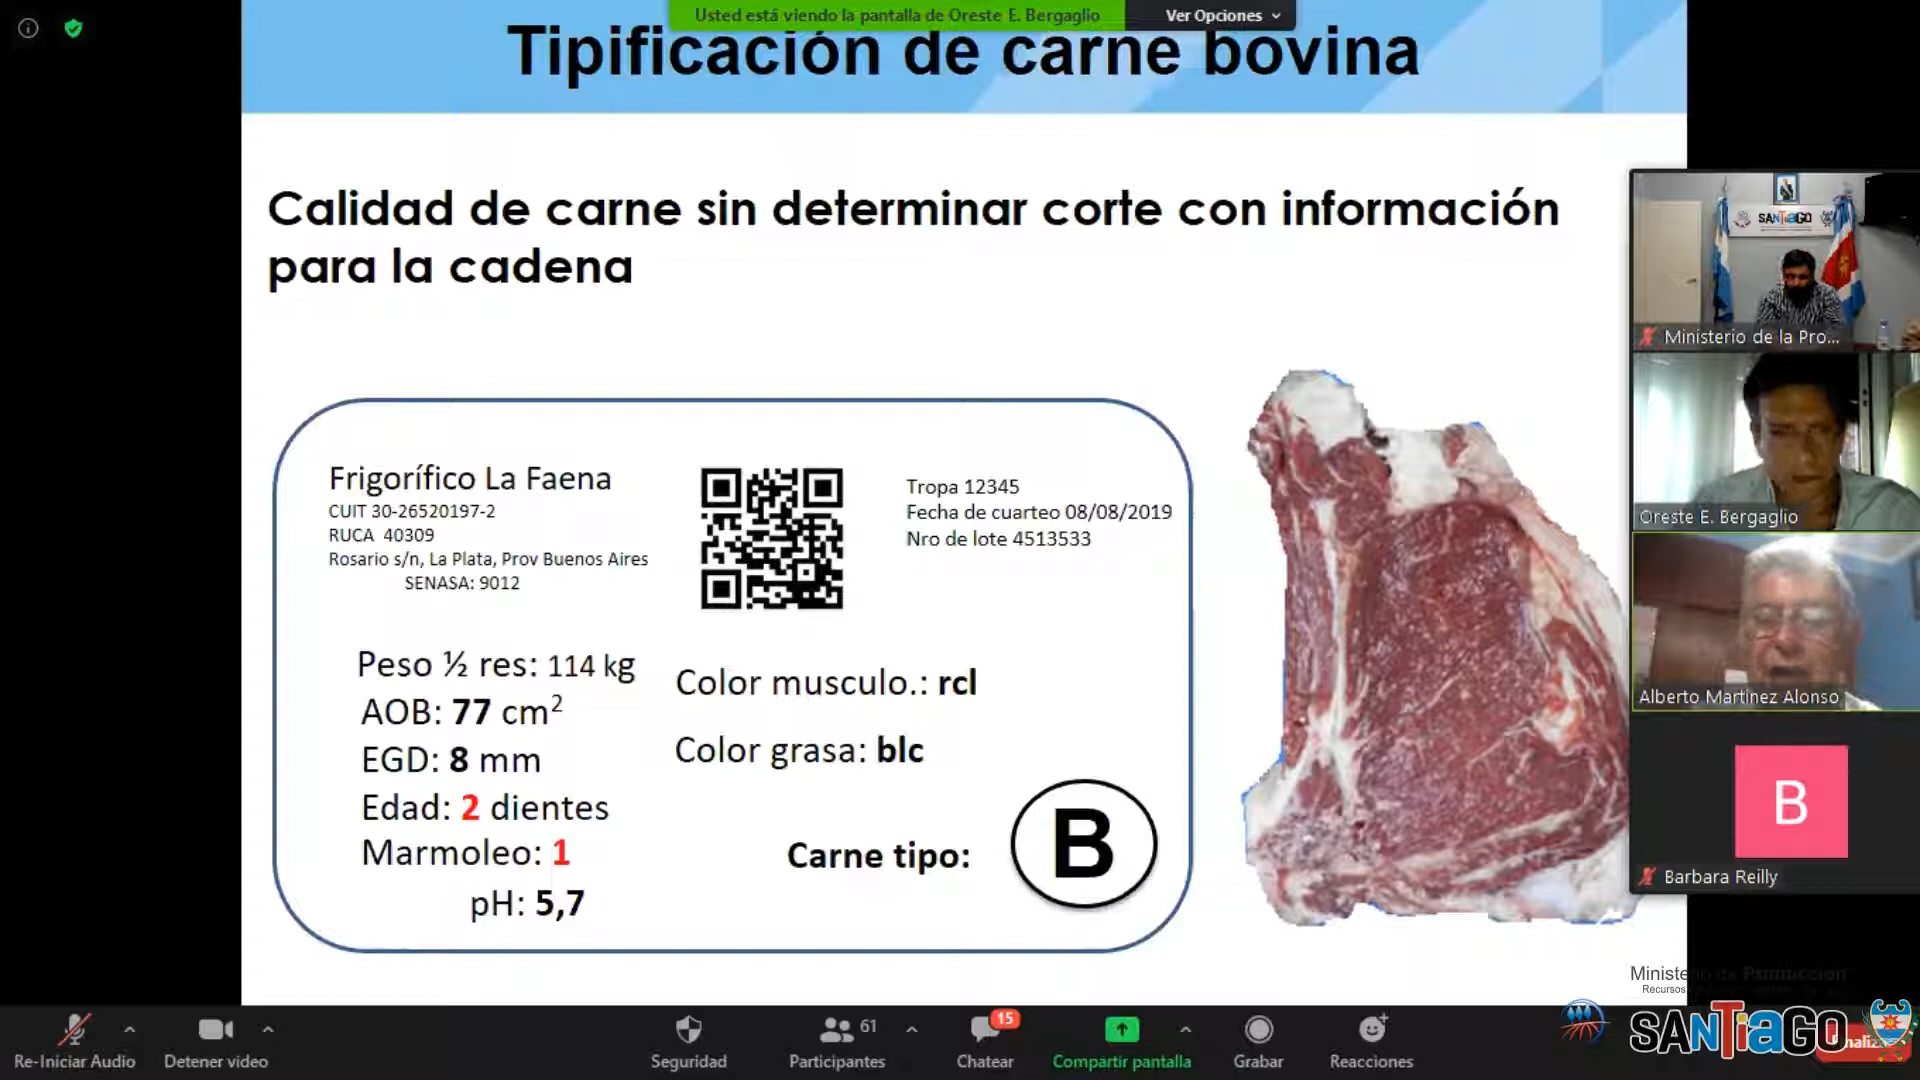 Usted está viendo la pantalla de Oreste E. Bergaglio
Ver Opciones
Tipificación de carne bovina
Calidad de carne sin determinar corte con información
para la cadena
Frigorífico La Faena
CUIT 30-26520197-2
RUCA 40309
Rosario s/n, La Plata, Prov Buenos Aires
SENASA: 9012
Tropa 12345
Fecha de cuarteo 08/08/2019
Nro de lote 4513533
Peso ½ res: 114 kg
AOB: 77 cm²
EGD: 8 mm
Edad: 2 dientes
Marmoleo: 1
pH: 5,7
Color musculo.: rcl
Color grasa: blc
Carne tipo:
B
SANTiaGO
Ministerio de la Pro...
Oreste E. Bergaglio
Alberto Martinez Alonso
B
Barbara Reilly
Recursos
SANTiaGO
Re-Iniciar Audio
Detener video
Seguridad
61
Participantes
15
Chatear
Compartir pantalla
Grabar
Reacciones